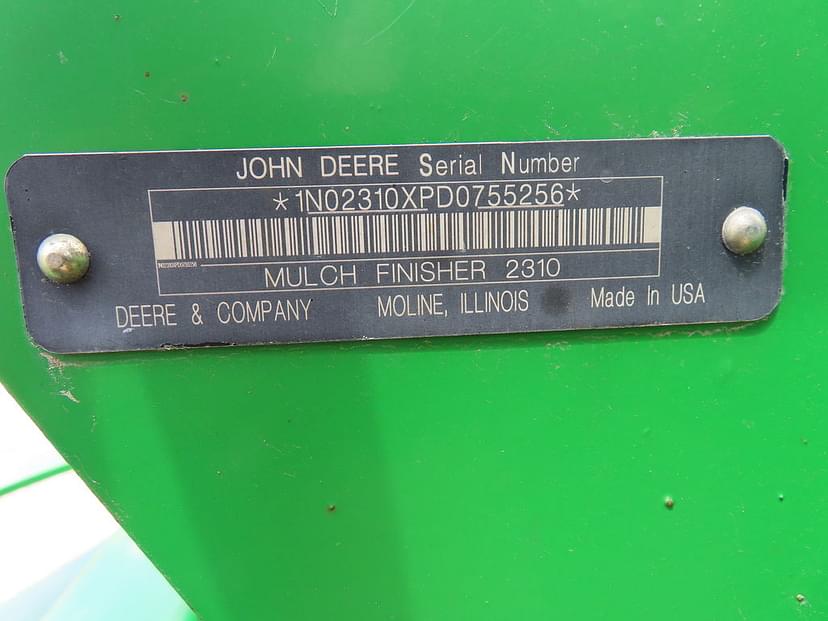 JOHN DEERE Serial Number
*1N02310XPD0755256*
MULCH FINISHER 2310
DEERE & COMPANY MOLINE, ILLINOIS Made In USA